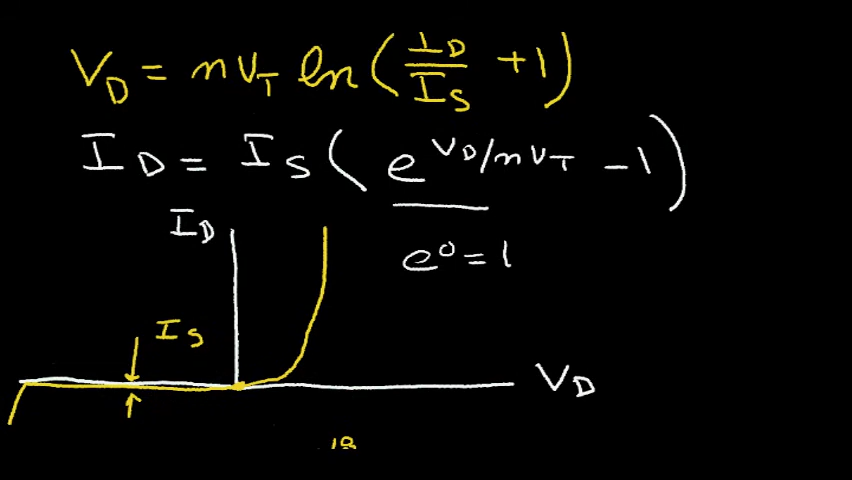 V_D = nV_T ln(I_D/I_S + 1)
I_D = I_S(e^{V_D/nV_T} - 1)
I_D
e^0 = 1
I_S
V_D